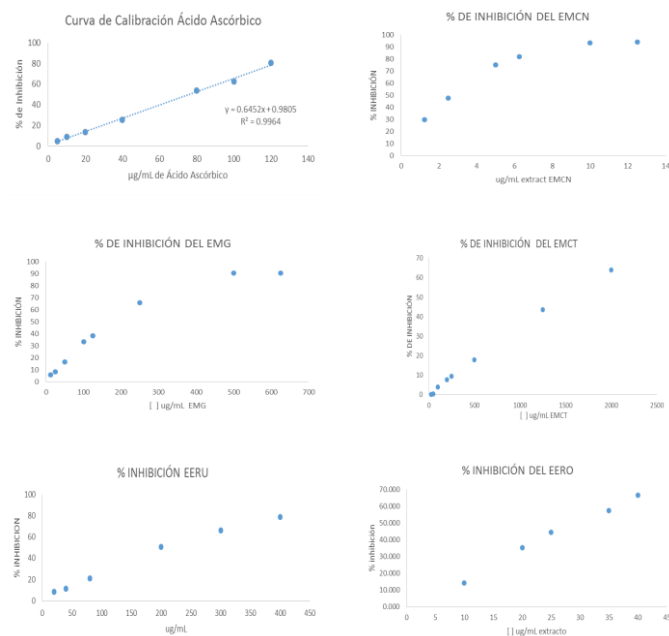 Curva de Calibración Ácido Ascórbico
% de Inhibición
100
80
60
40
20
0
y = 0.6452x + 0.9805
R² = 0.9964
0 20 40 60 80 100 120 140
µg/mL de Ácido Ascórbico
% DE INHIBICIÓN DEL EMCN
% INHIBICIÓN
100
90
80
70
60
50
40
30
20
10
0
0 2 4 6 8 10 12 14
ug/mL extract EMCN
% DE INHIBICIÓN DEL EMG
% INHIBICIÓN
100
90
80
70
60
50
40
30
20
10
0
0 100 200 300 400 500 600 700
[ ] ug/mL EMG
% DE INHIBICIÓN DEL EMCT
% DE INHIBICIÓN
70
60
50
40
30
20
10
0
0 500 1000 1500 2000 2500
[ ] ug/mL EMCT
% INHIBICIÓN EERU
% INHIBICION
100
80
60
40
20
0
0 50 100 150 200 250 300 350 400 450
ug/mL
% INHIBICIÓN DEL EERO
% inhibición
70.000
60.000
50.000
40.000
30.000
20.000
10.000
0.000
0 5 10 15 20 25 30 35 40 45
[ ] ug/mL extracto